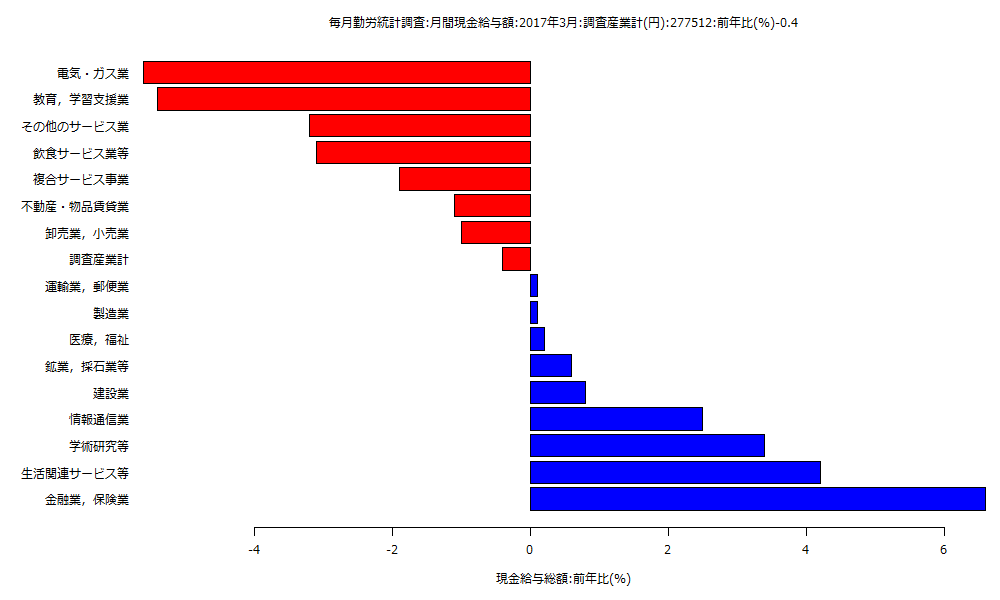 毎月勤労統計調査:月間現金給与額:2017年3月:調査産業計(円):277512:前年比(%)-0.4
電気・ガス業
教育，学習支援業
その他のサービス業
飲食サービス業等
複合サービス事業
不動産・物品賃貸業
卸売業，小売業
調査産業計
運輸業，郵便業
製造業
医療，福祉
鉱業，採石業等
建設業
情報通信業
学術研究等
生活関連サービス等
金融業，保険業
-4 -2 0 2 4 6
現金給与総額:前年比(%)